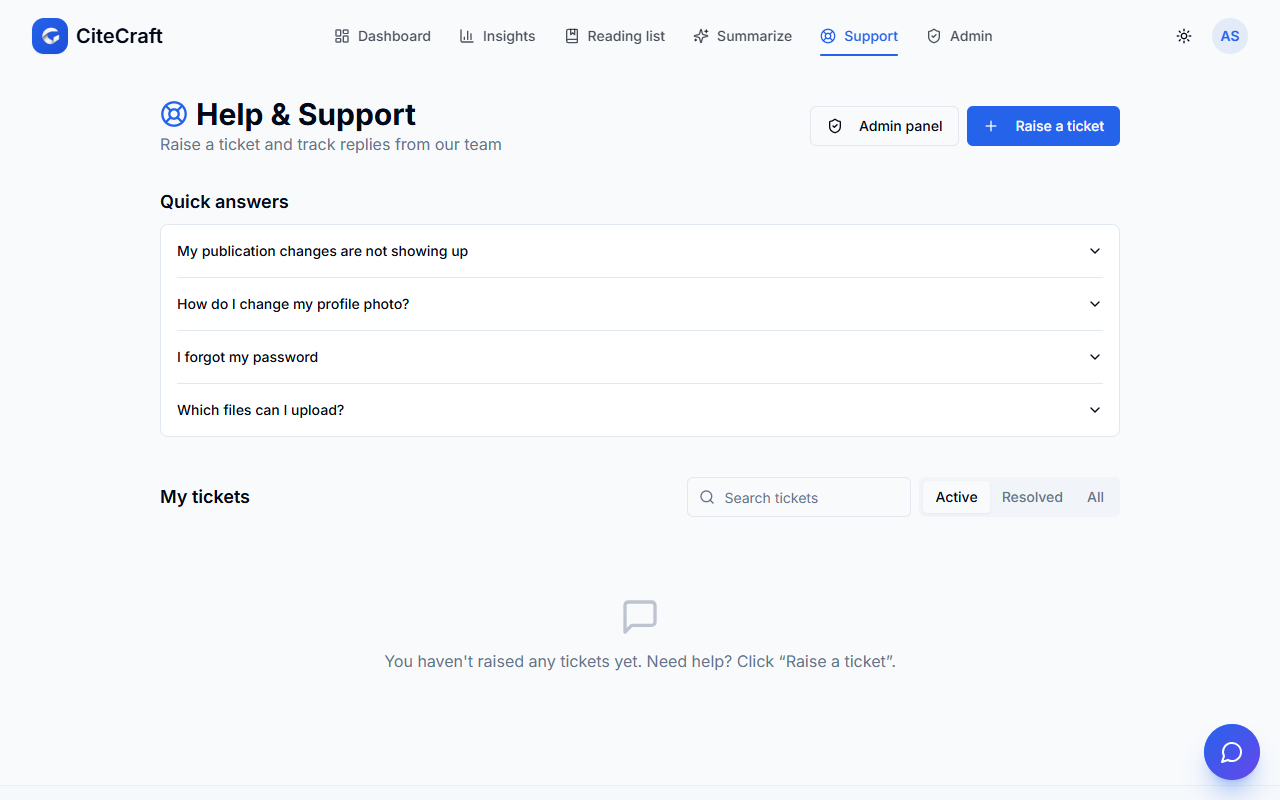 CiteCraft
Dashboard
Insights
Reading list
Summarize
Support
Admin
AS
Help & Support
Raise a ticket and track replies from our team
Admin panel
Raise a ticket
Quick answers
My publication changes are not showing up
How do I change my profile photo?
I forgot my password
Which files can I upload?
My tickets
Search tickets
Active
Resolved
All
You haven't raised any tickets yet. Need help? Click “Raise a ticket”.